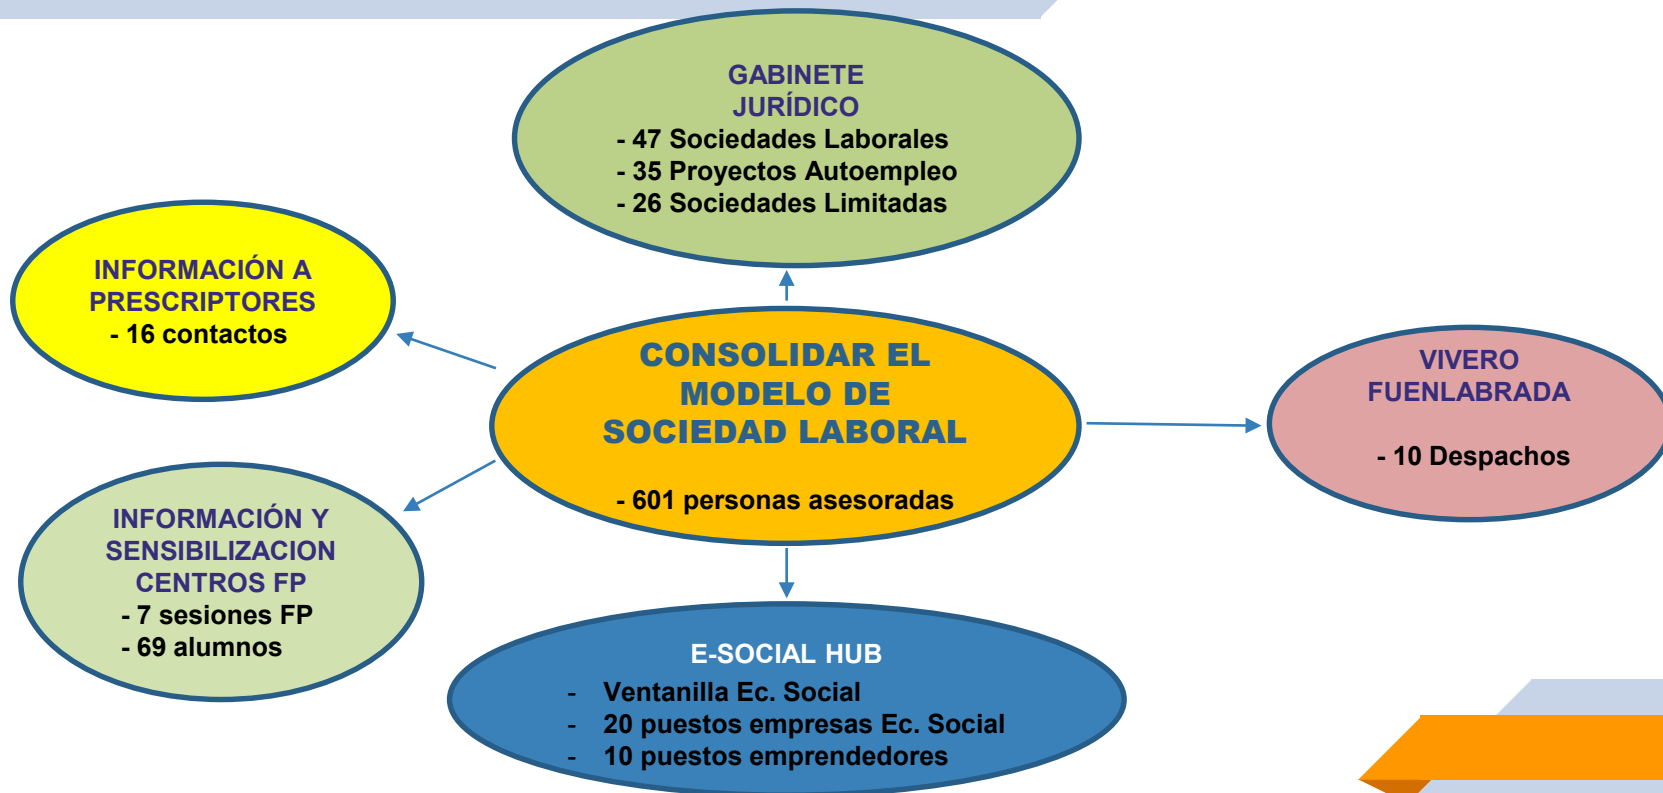 GABINETE
JURÍDICO
- 47 Sociedades Laborales
- 35 Proyectos Autoempleo
- 26 Sociedades Limitadas
INFORMACIÓN A
PRESCRIPTORES
- 16 contactos
CONSOLIDAR EL
MODELO DE
SOCIEDAD LABORAL
- 601 personas asesoradas
VIVERO
FUENLABRADA
- 10 Despachos
INFORMACIÓN Y
SENSIBILIZACION
CENTROS FP
- 7 sesiones FP
- 69 alumnos
E-SOCIAL HUB
- Ventanilla Ec. Social
- 20 puestos empresas Ec. Social
- 10 puestos emprendedores